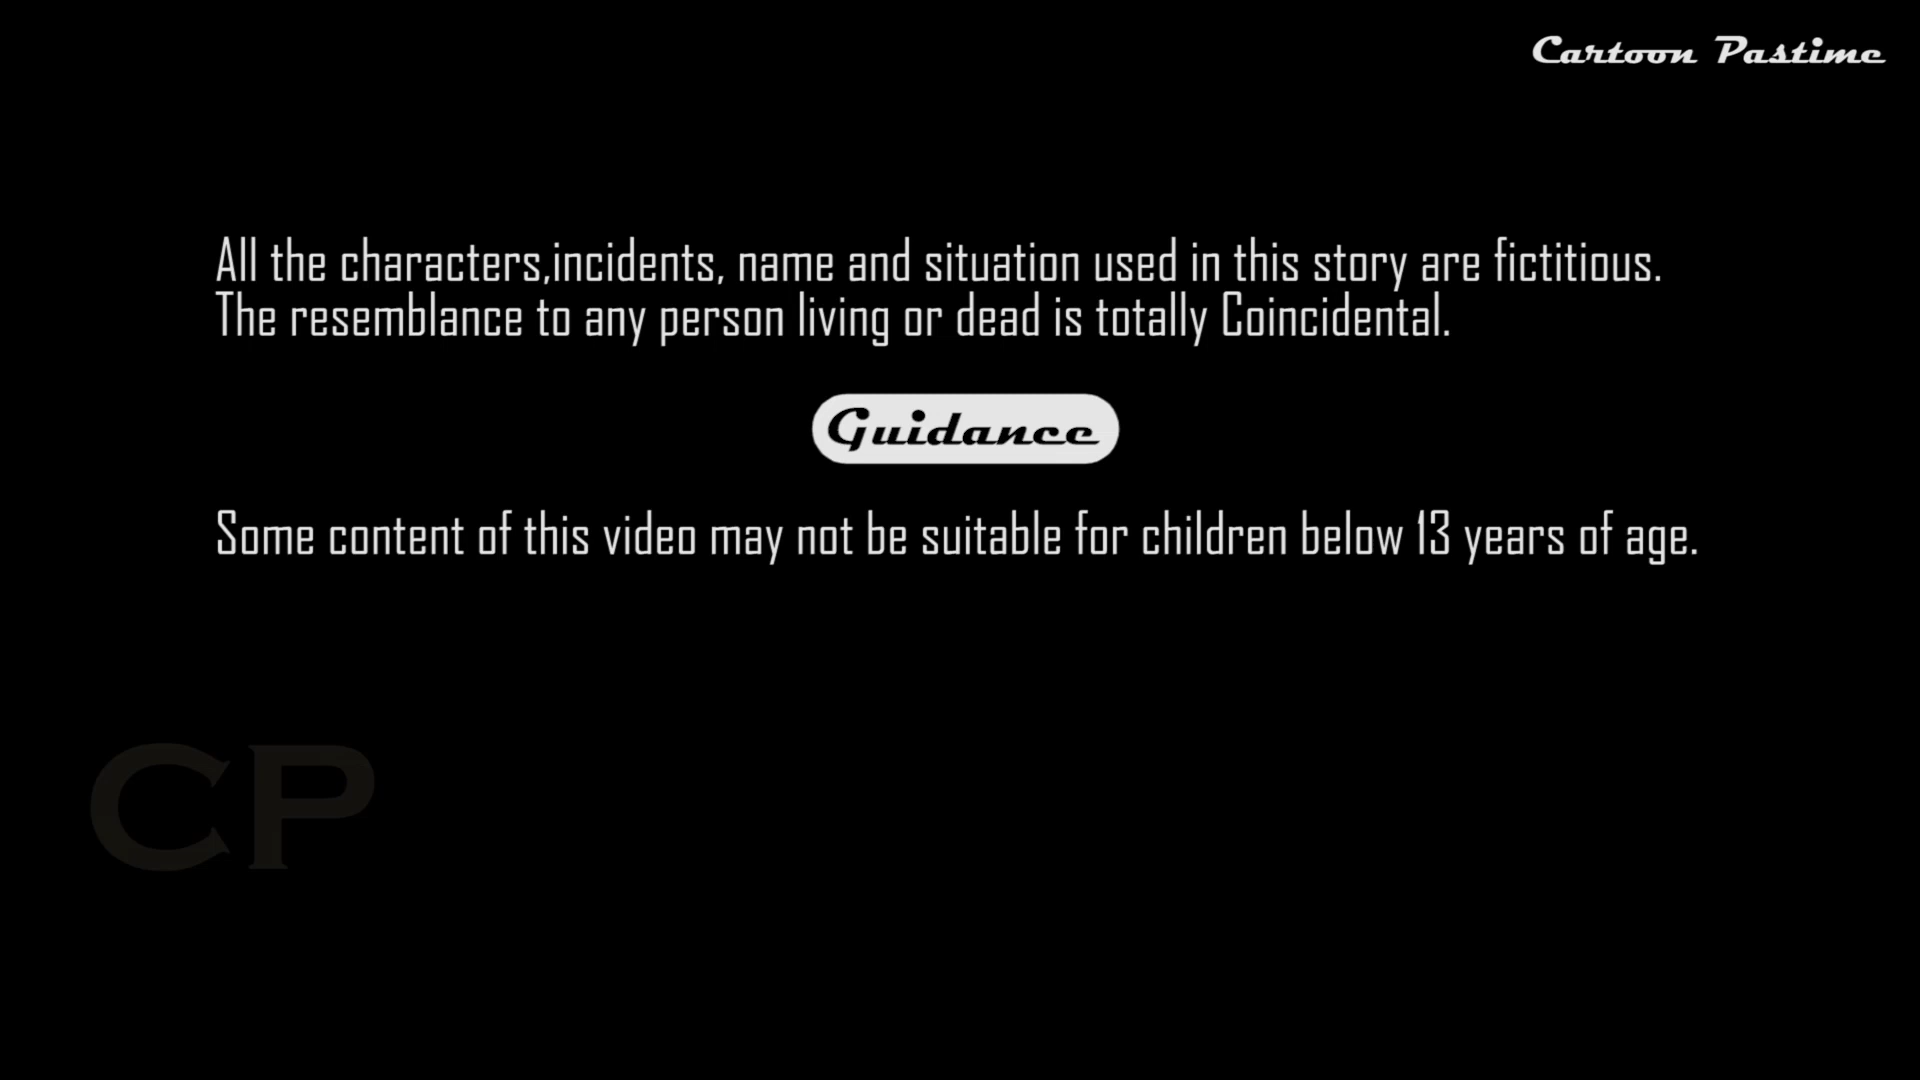 Cartoon Pastime
All the characters,incidents, name and situation used in this story are fictitious.
The resemblance to any person living or dead is totally Coincidental.
Guidance
Some content of this video may not be suitable for children below 13 years of age.
CP